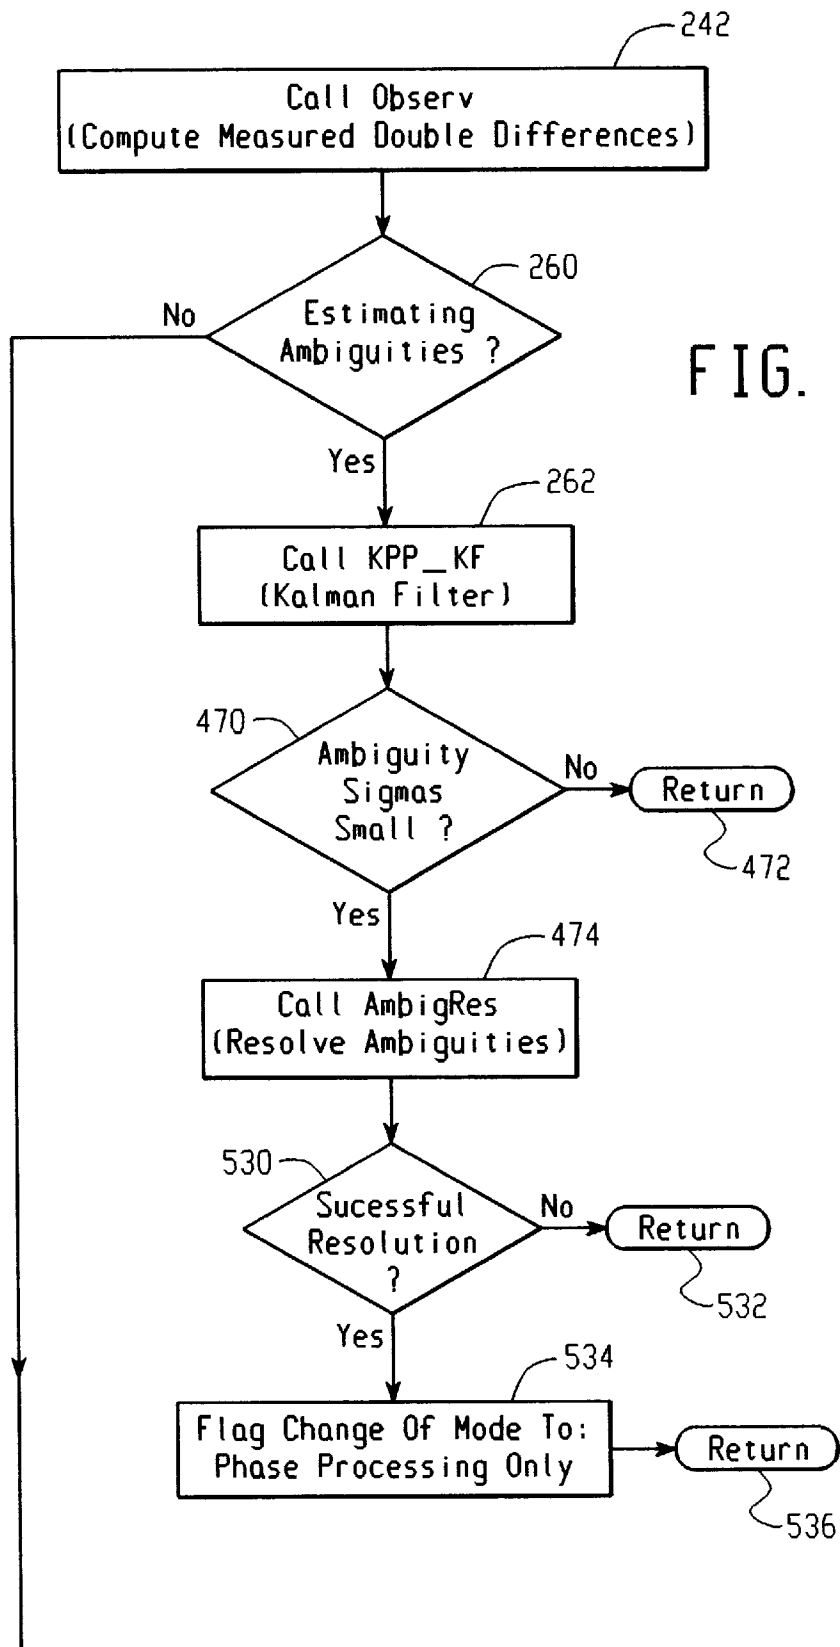 242
Call Observ
(Compute Measured Double Differences)
260
No
Estimating
Ambiguities ?
FIG.
Yes
262
Call KPP_KF
(Kalman Filter)
470
Ambiguity
Sigmas
Small ?
No
Return
472
Yes
474
Call AmbigRes
(Resolve Ambiguities)
530
Sucessful
Resolution
?
No
Return
532
Yes
534
Flag Change Of Mode To:
Phase Processing Only
Return
536